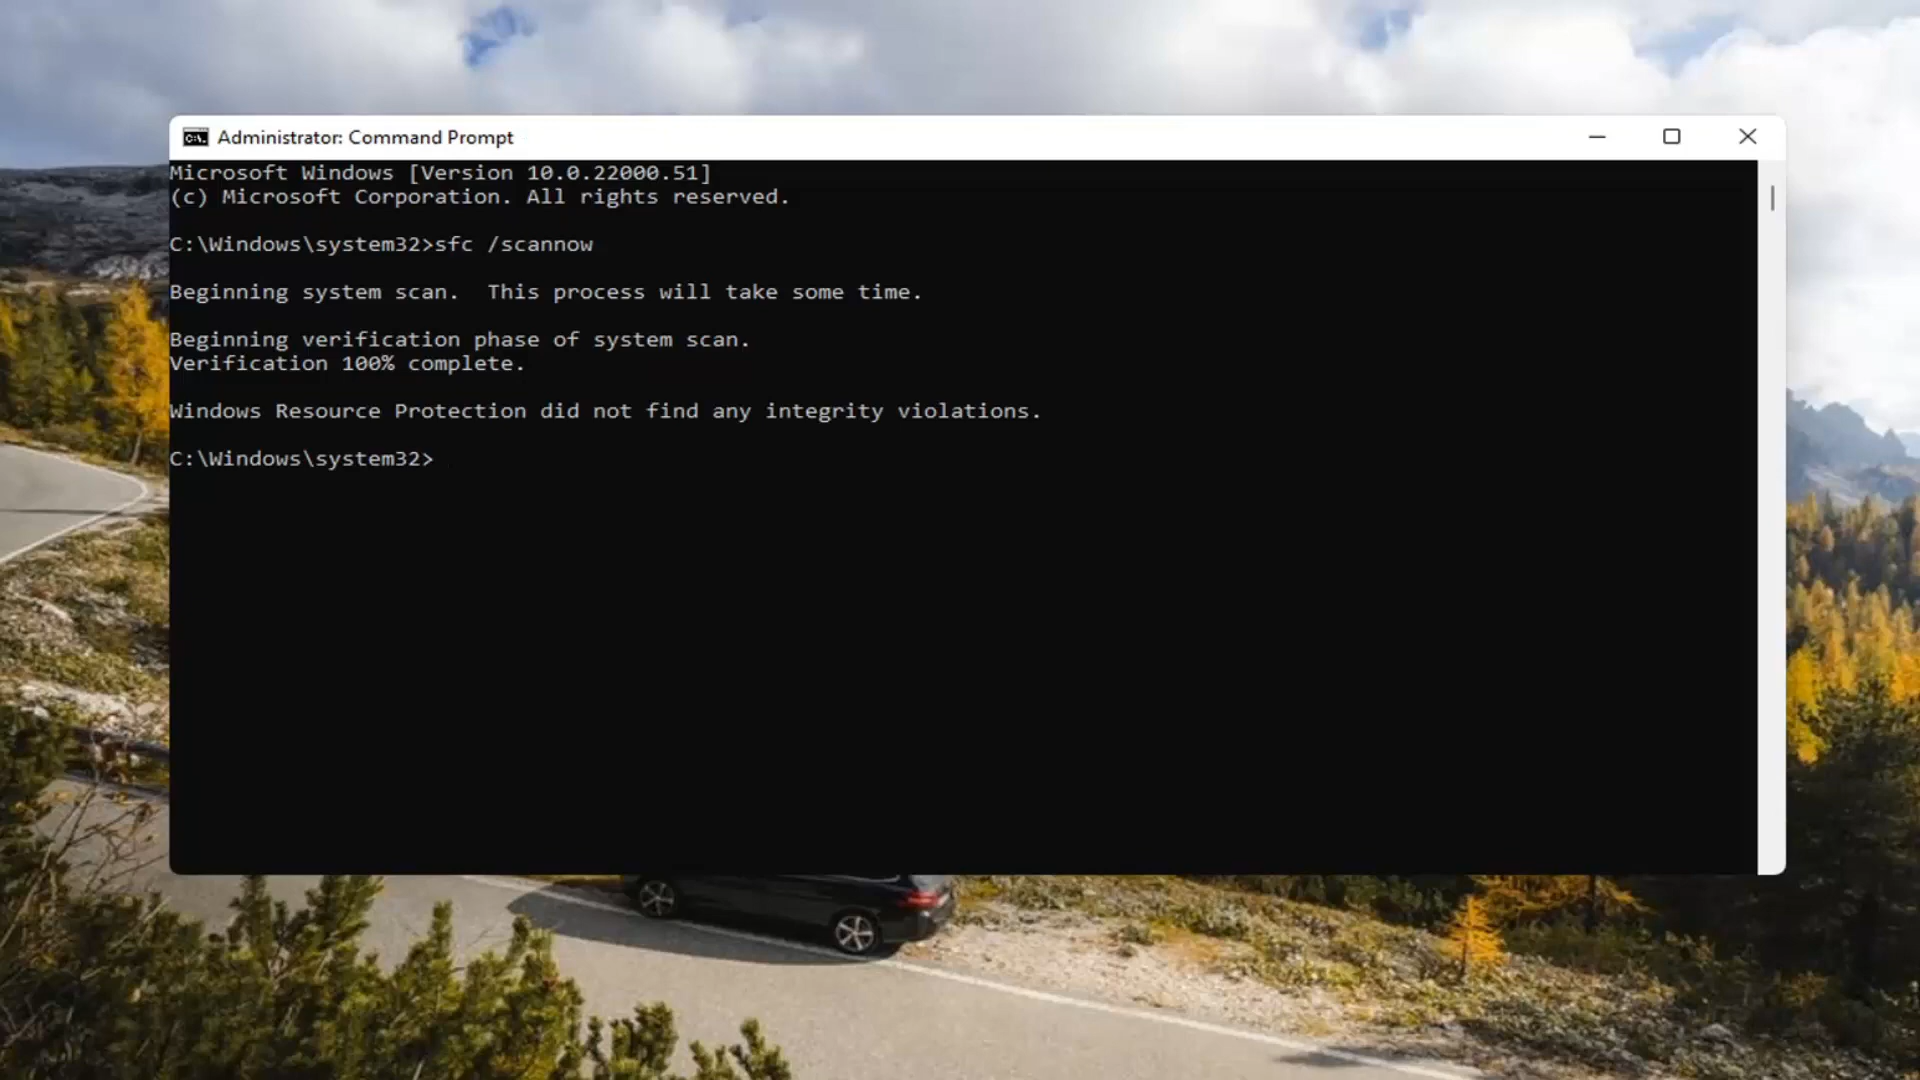 Administrator: Command Prompt
Microsoft Windows [Version 10.0.22000.51]
(c) Microsoft Corporation. All rights reserved.
C:\Windows\system32>sfc /scannow
Beginning system scan.  This process will take some time.
Beginning verification phase of system scan.
Verification 100% complete.
Windows Resource Protection did not find any integrity violations.
C:\Windows\system32>